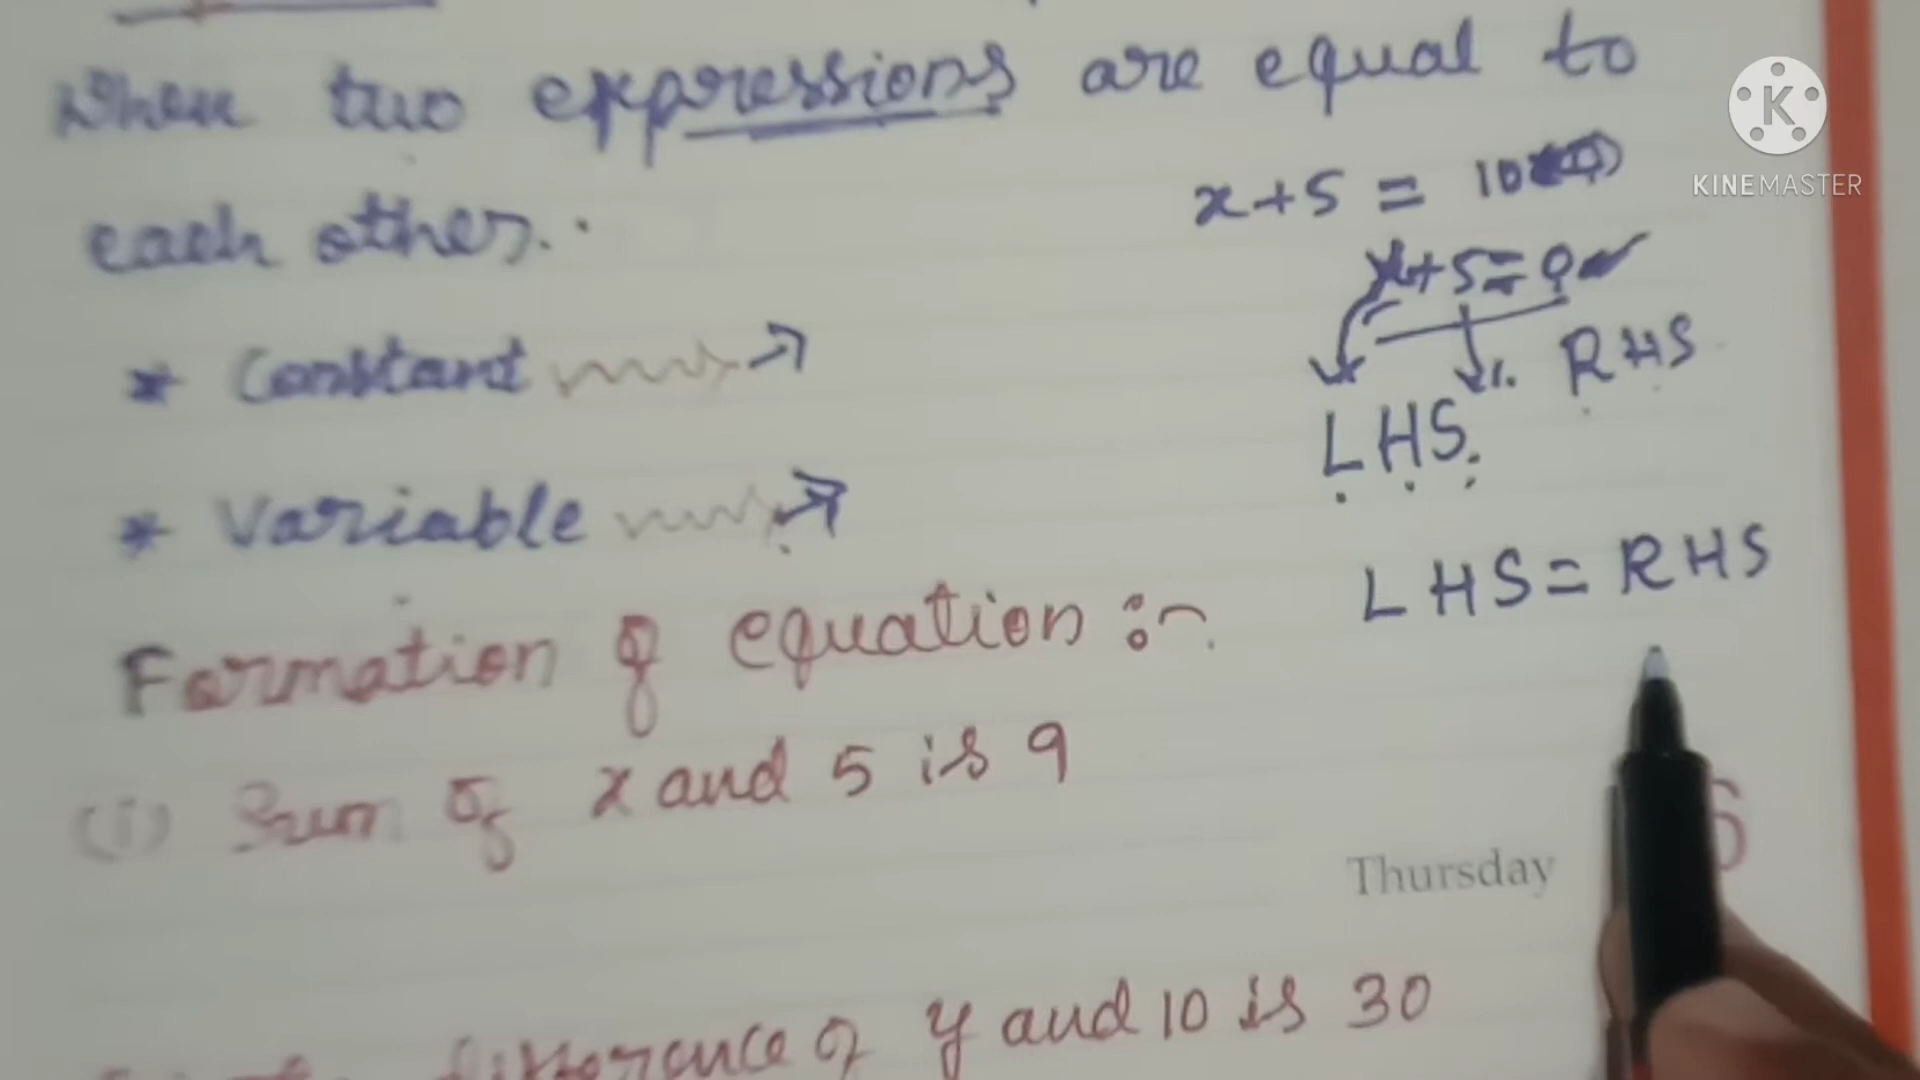 When two expressions are equal to
each other..
x+5 = 10
x+5=9
* Constant
RHS
LHS.
* Variable
LHS=RHS
Formation of equation :-
(i) Sum of x and 5 is 9
Thursday 6
difference of y and 10 is 30
K
KINEMASTER